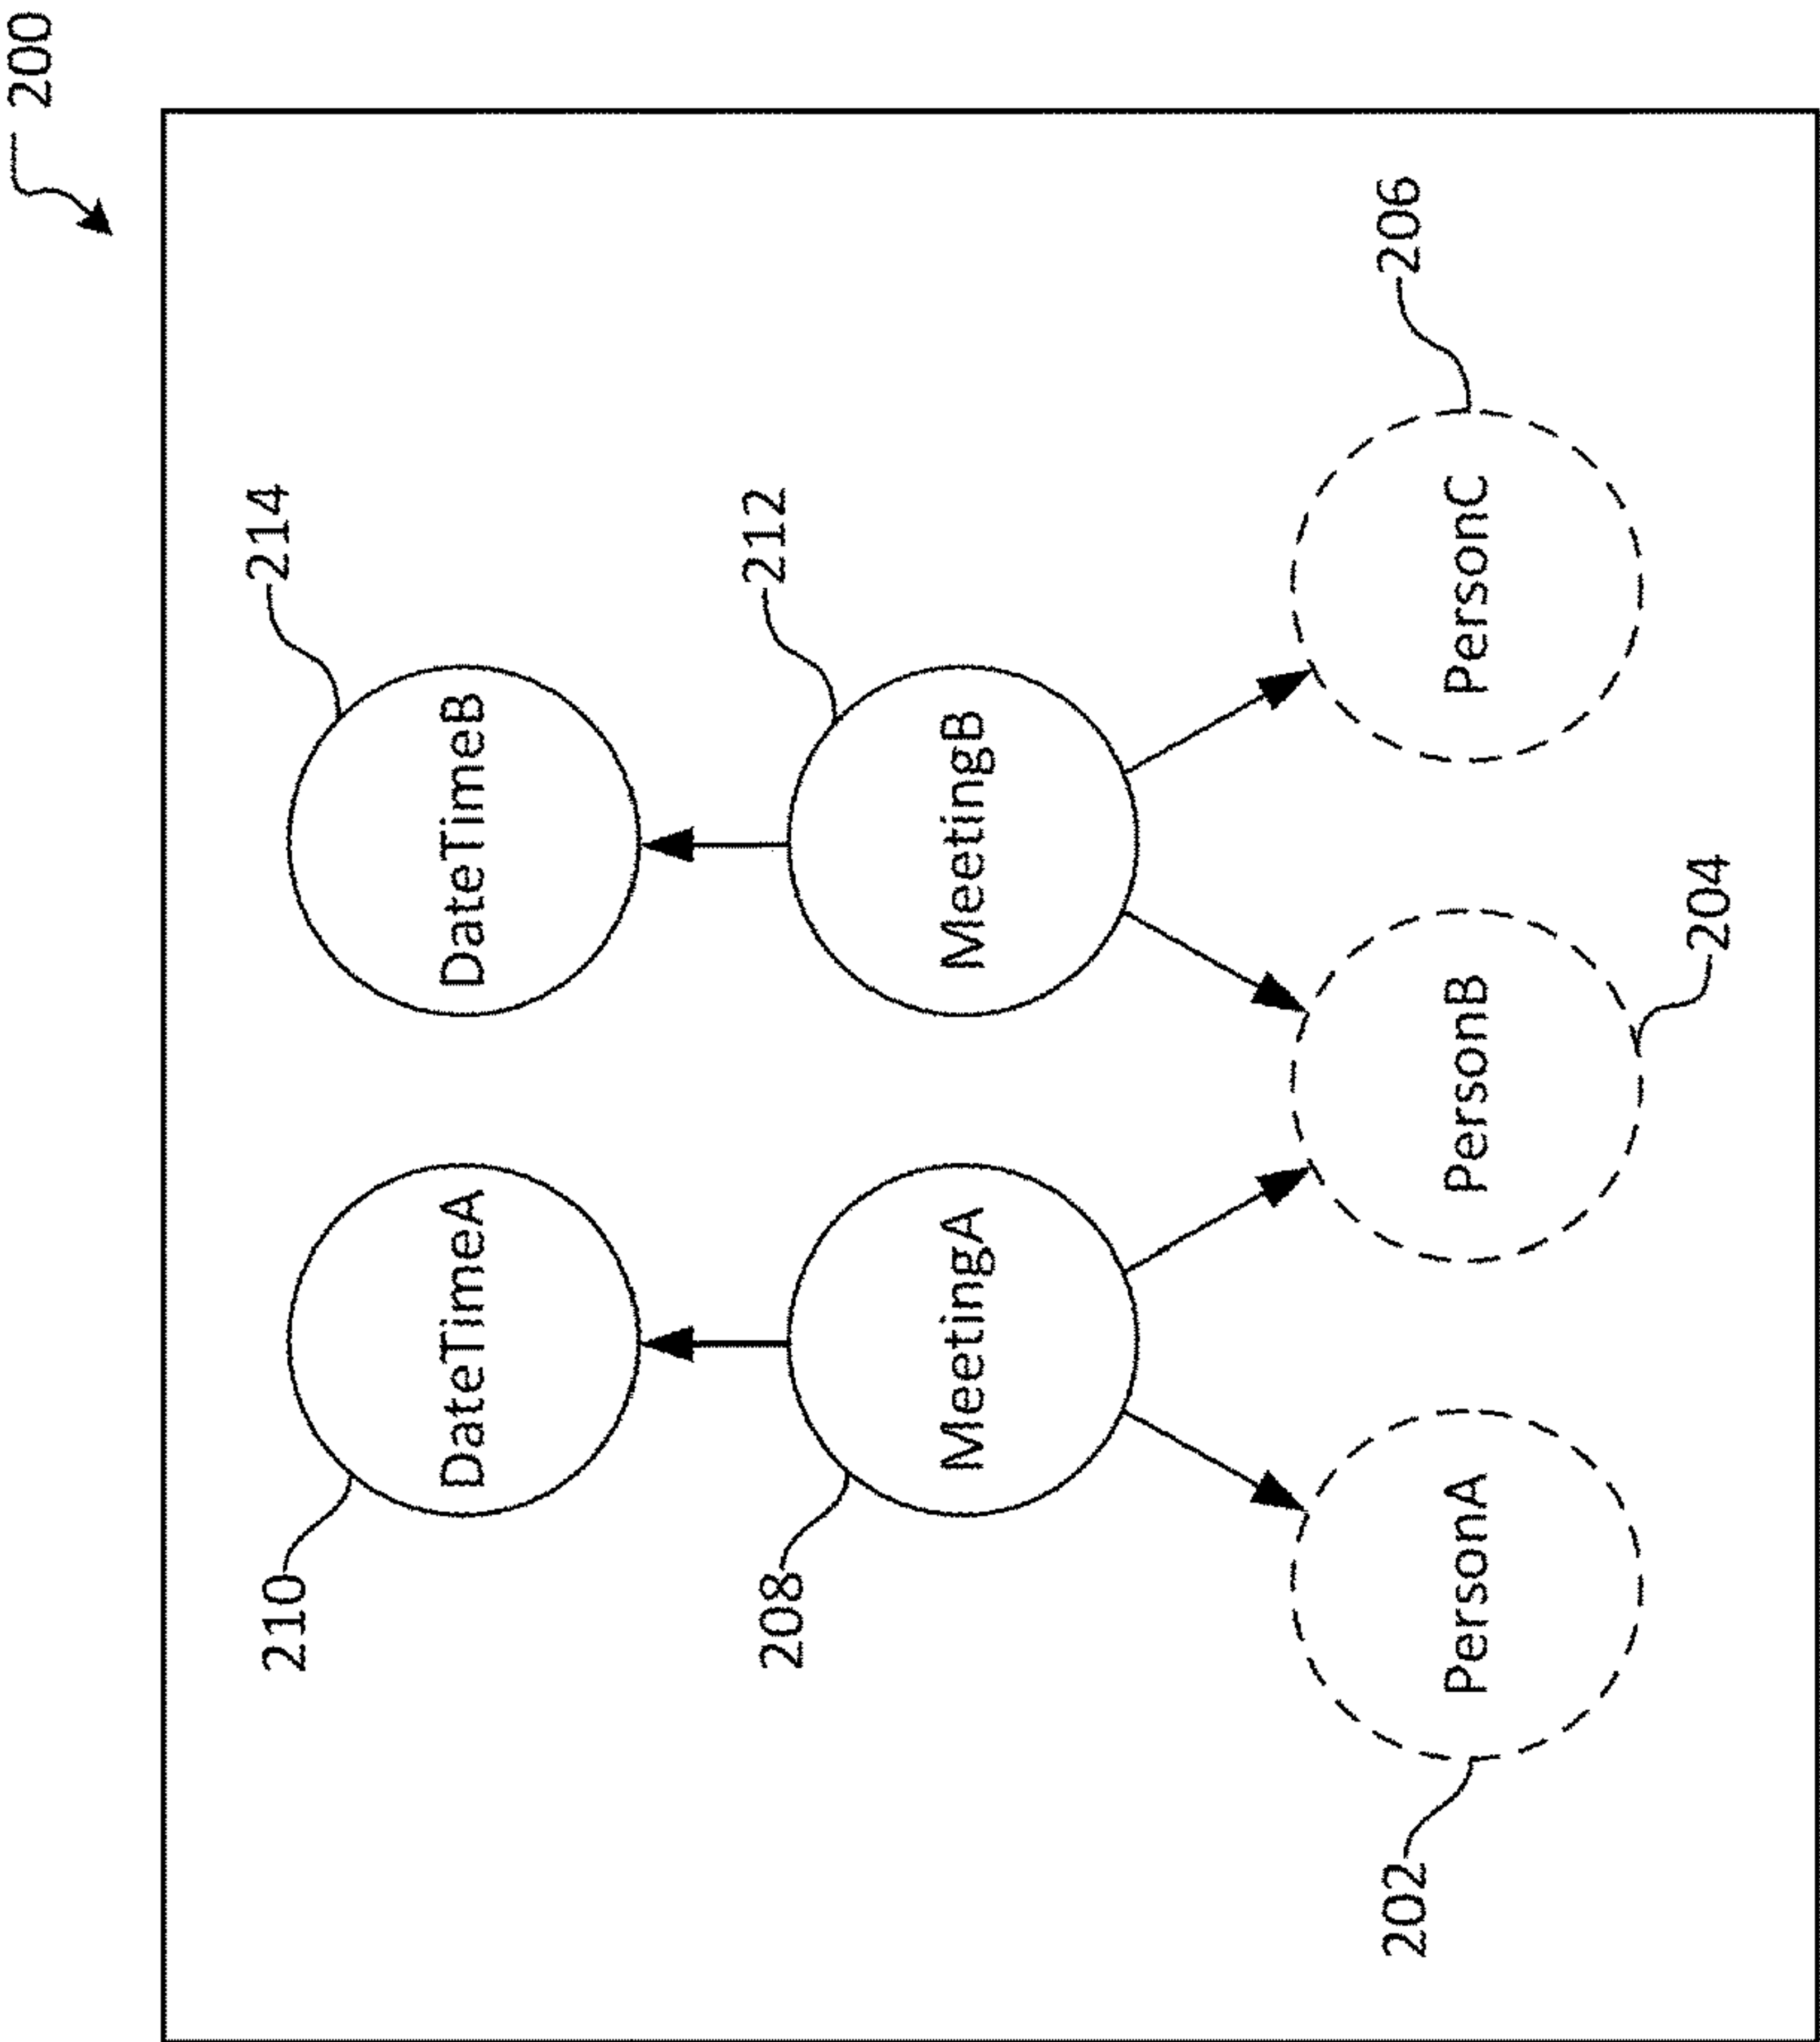 200
210
DateTimeA
DateTimeB
214
208
MeetingA
MeetingB
212
202
PersonA
PersonB
PersonC
206
204